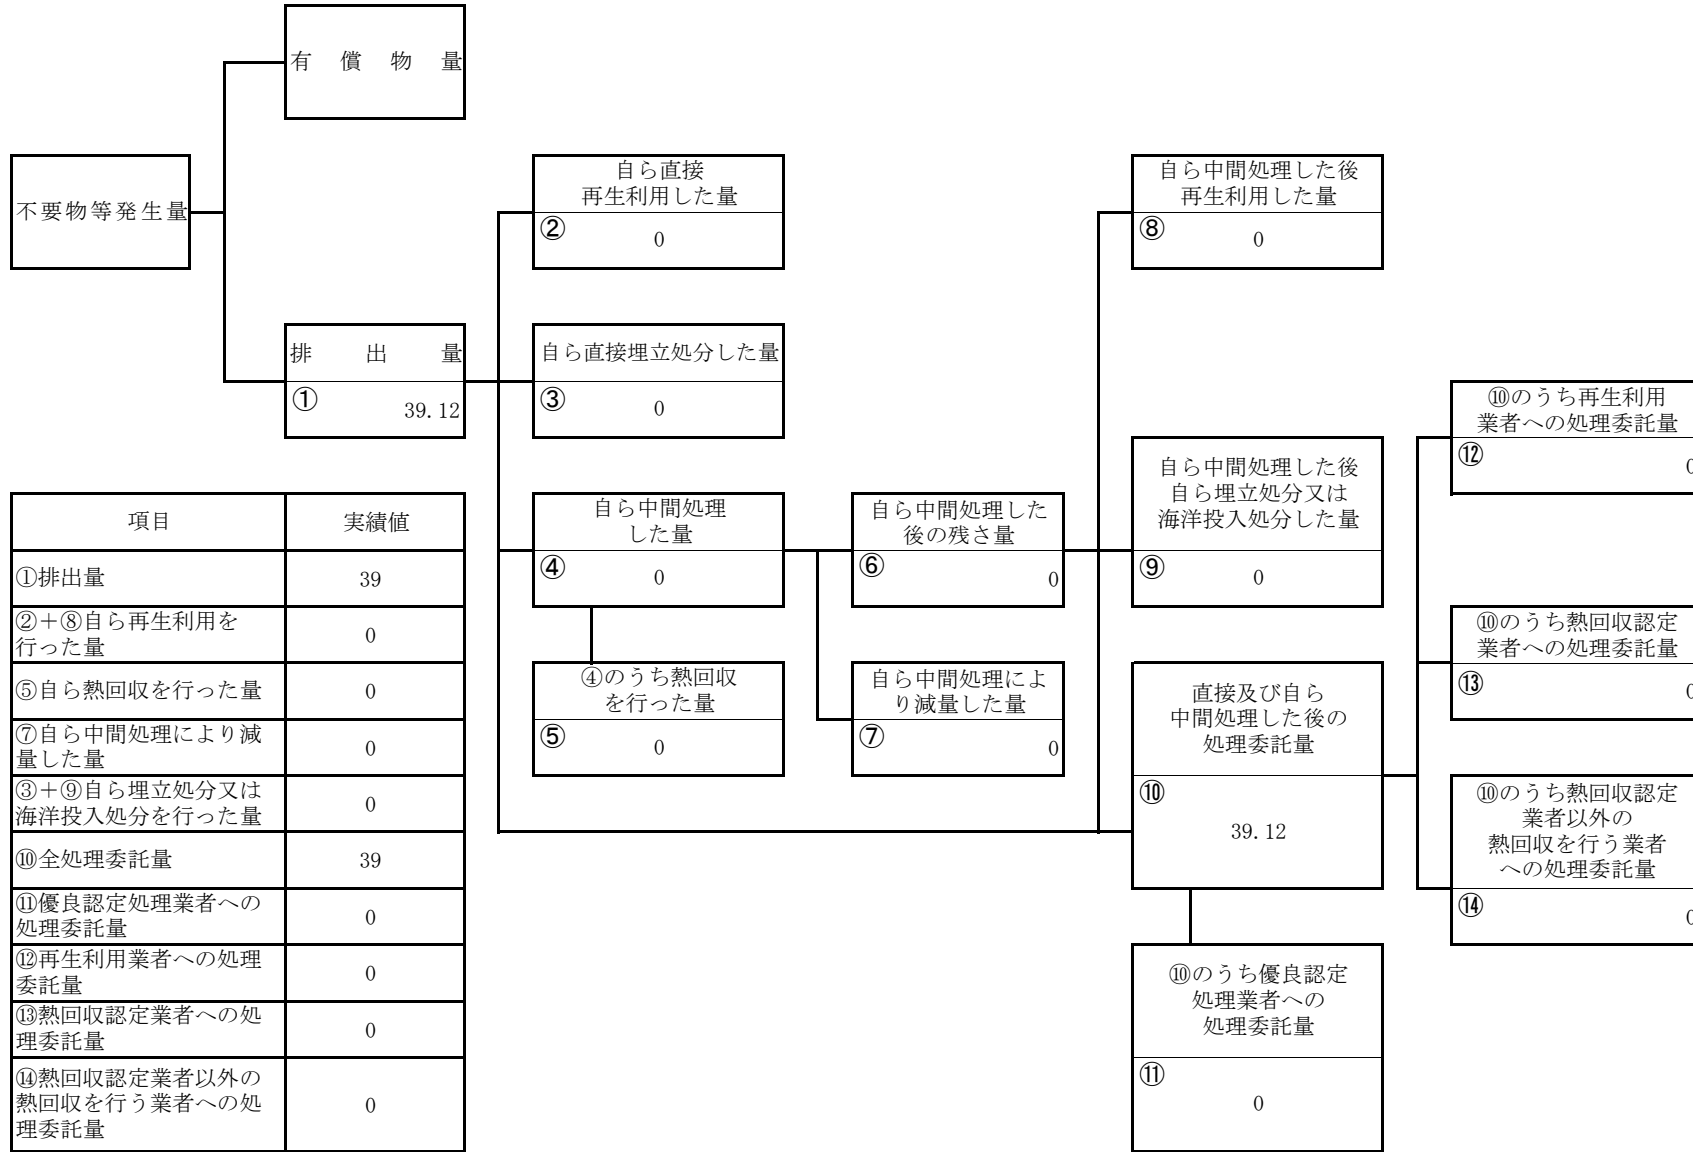 有償物量
不要物等発生量
排出量
① 39.12
自ら直接
再生利用した量
② 0
自ら直接埋立処分した量
③ 0
自ら中間処理
した量
④ 0
④のうち熱回収
を行った量
⑤ 0
自ら中間処理した
後の残さ量
⑥ 0
自ら中間処理によ
り減量した量
⑦ 0
自ら中間処理した後
再生利用した量
⑧ 0
自ら中間処理した後
自ら埋立処分又は
海洋投入処分した量
⑨ 0
直接及び自ら
中間処理した後の
処理委託量
⑩
39.12
⑩のうち優良認定
処理業者への
処理委託量
⑪
0
⑩のうち再生利用
業者への処理委託量
⑫ 0
⑩のうち熱回収認定
業者への処理委託量
⑬ 0
⑩のうち熱回収認定
業者以外の
熱回収を行う業者
への処理委託量
⑭ 0
項目 実績値
①排出量 39
②+⑧自ら再生利用を
行った量 0
⑤自ら熱回収を行った量 0
⑦自ら中間処理により減
量した量 0
③+⑨自ら埋立処分又は
海洋投入処分を行った量 0
⑩全処理委託量 39
⑪優良認定処理業者への
処理委託量 0
⑫再生利用業者への処理
委託量 0
⑬熱回収認定業者への処
理委託量 0
⑭熱回収認定業者以外の
熱回収を行う業者への処
理委託量 0